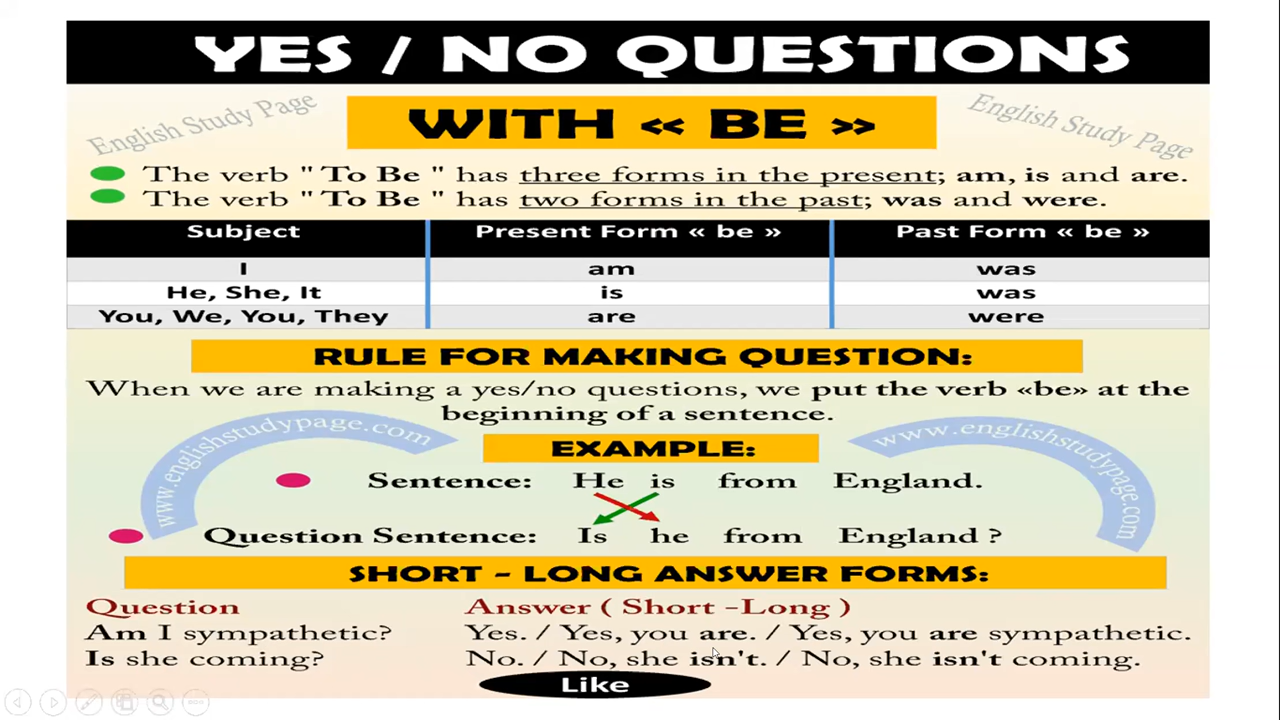 YES / NO QUESTIONS
English Study Page
English Study Page
WITH « BE »
The verb " To Be " has three forms in the present; am, is and are.
The verb " To Be " has two forms in the past; was and were.
Subject Present Form « be » Past Form « be »
I am was
He, She, It is was
You, We, You, They are were
RULE FOR MAKING QUESTION:
When we are making a yes/no questions, we put the verb «be» at the
beginning of a sentence.
www.englishstudypage.com
www.englishstudypage.com
EXAMPLE:
Sentence: He is from England.
Question Sentence: Is he from England ?
SHORT - LONG ANSWER FORMS:
Question Answer ( Short -Long )
Am I sympathetic? Yes. / Yes, you are. / Yes, you are sympathetic.
Is she coming? No. / No, she isn't. / No, she isn't coming.
Like